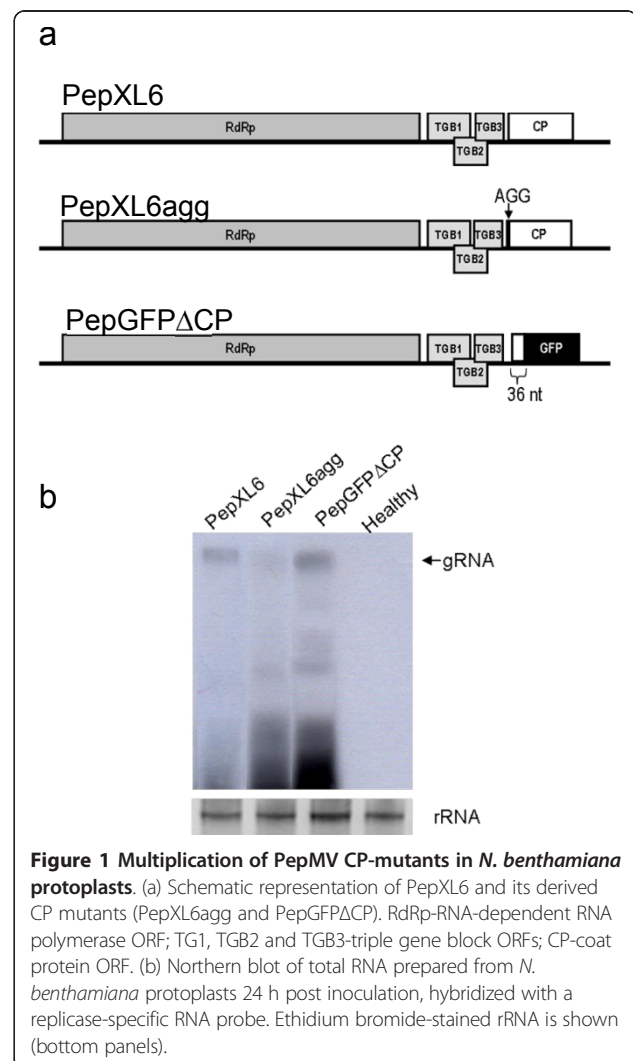 a
PepXL6
RdRp TGB1 TGB3 CP
TGB2
AGG
PepXL6agg
RdRp TGB1 TGB3 CP
TGB2
PepGFPΔCP
RdRp TGB1 TGB3 GFP
TGB2
36 nt
b
PepXL6 PepXL6agg PepGFPΔCP Healthy
gRNA
rRNA
Figure 1 Multiplication of PepMV CP-mutants in N. benthamiana
protoplasts. (a) Schematic representation of PepXL6 and its derived
CP mutants (PepXL6agg and PepGFPΔCP). RdRp-RNA-dependent RNA
polymerase ORF; TG1, TGB2 and TGB3-triple gene block ORFs; CP-coat
protein ORF. (b) Northern blot of total RNA prepared from N.
benthamiana protoplasts 24 h post inoculation, hybridized with a
replicase-specific RNA probe. Ethidium bromide-stained rRNA is shown
(bottom panels).